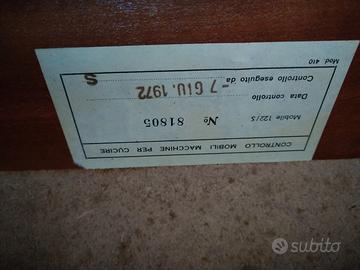 CONTROLLO MOBILI MACCHINE PER CUCIRE
Mobile 122/S
No 81805
Data controllo -7 GIU. 1972
Controllo eseguito da S
Mod. 410
subito